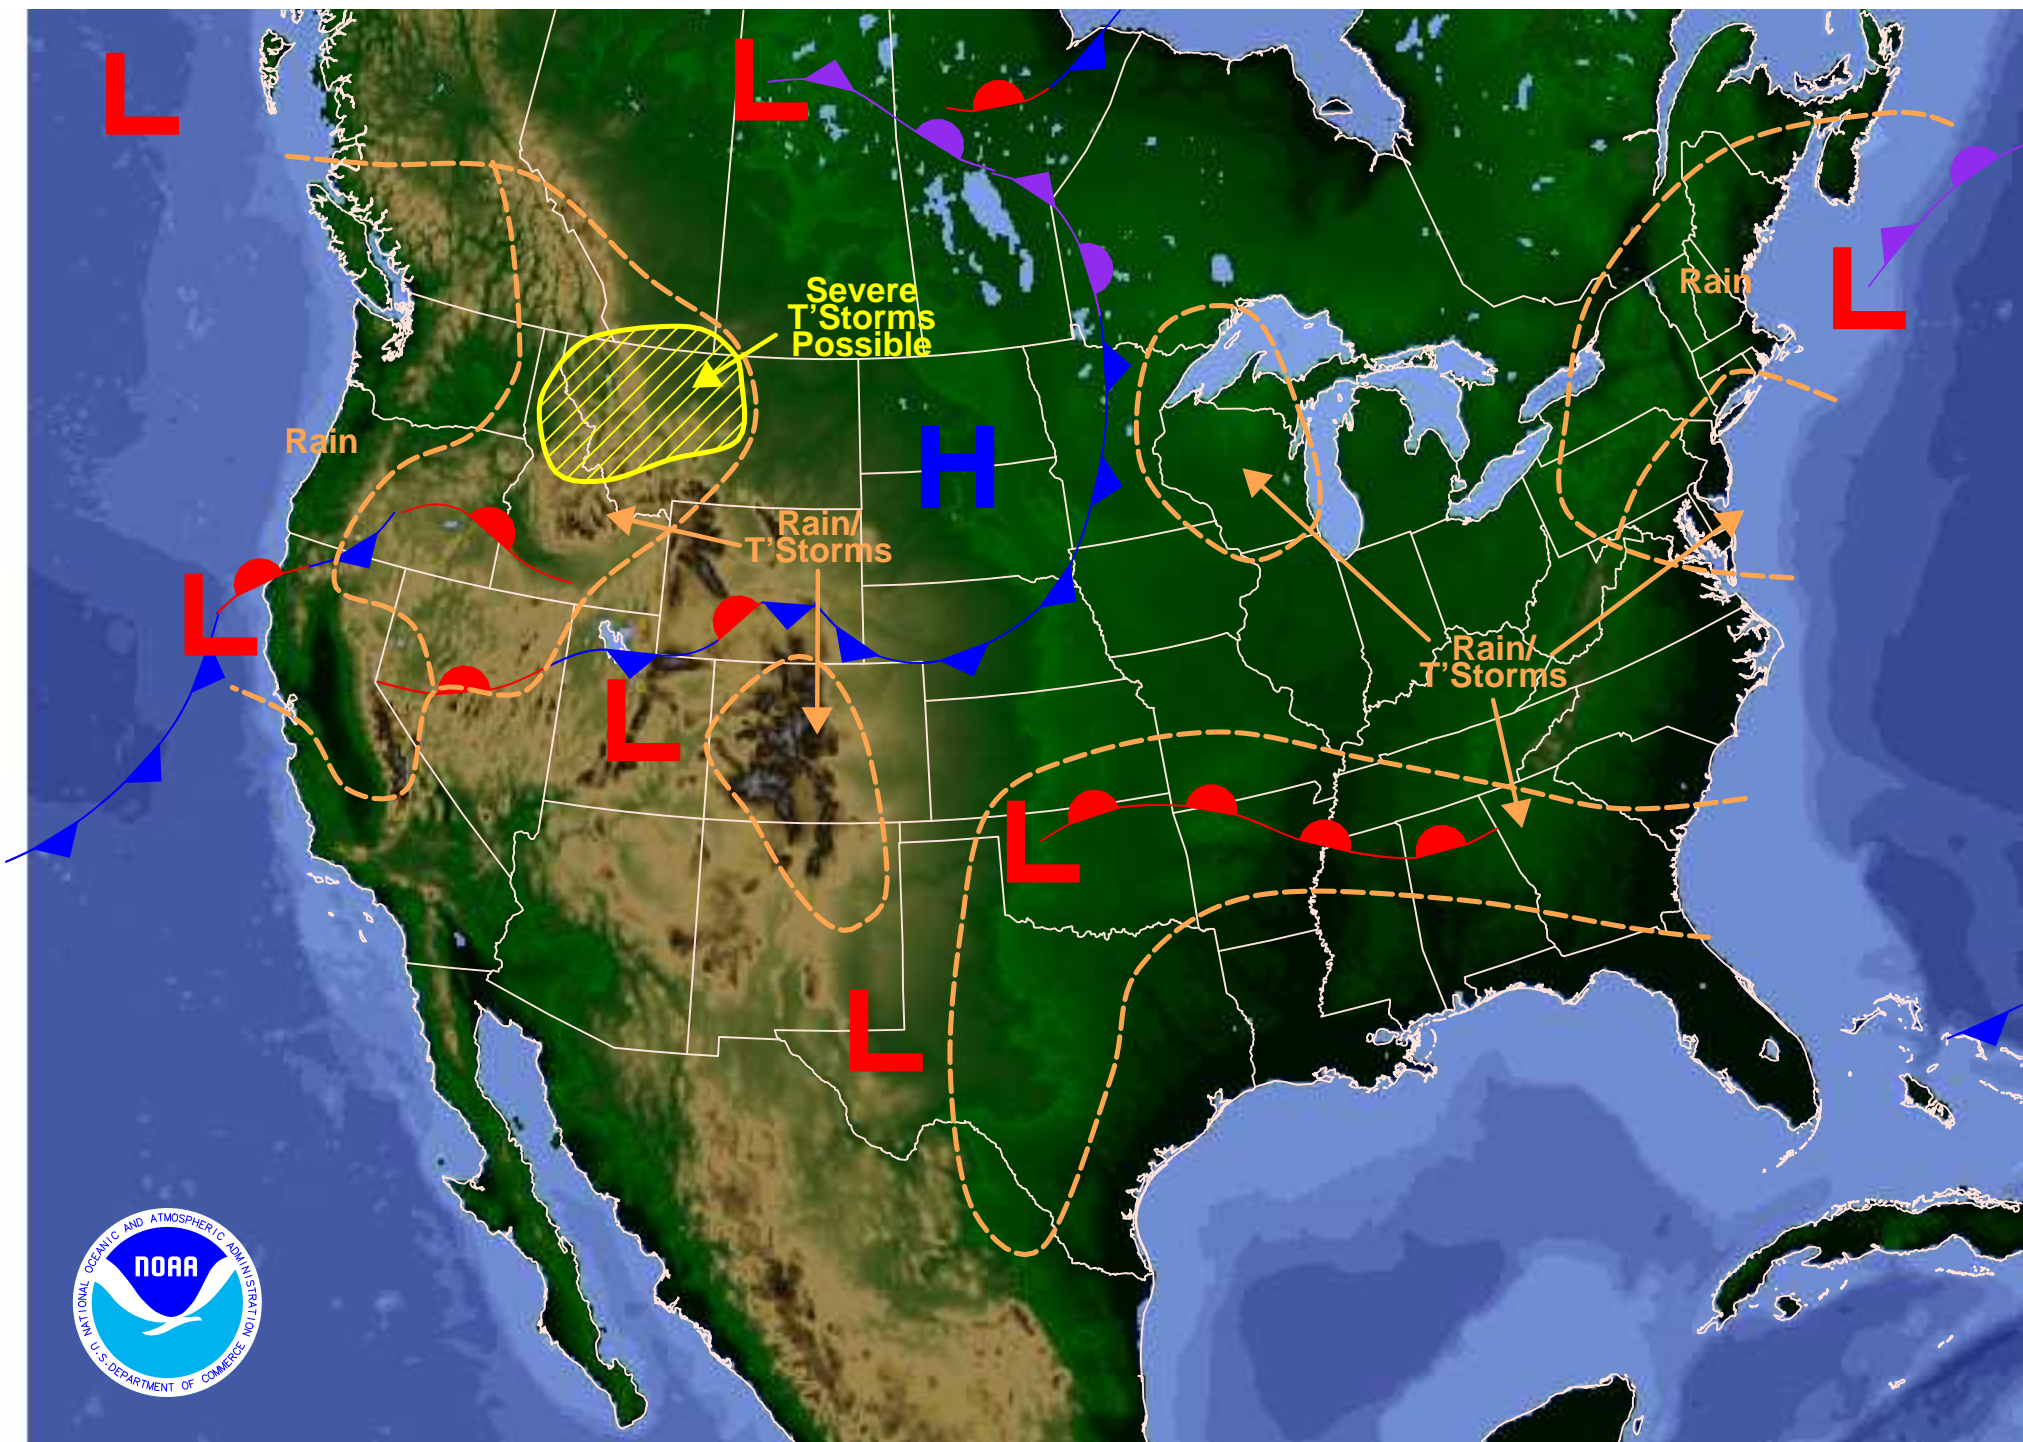 L
L
Rain
L
Severe
T'Storms
Possible
Rain
H
Rain/
T'Storms
L
Rain/
T'Storms
L
L
L
NATIONAL OCEANIC AND ATMOSPHERIC ADMINISTRATION
NOAA
U.S. DEPARTMENT OF COMMERCE